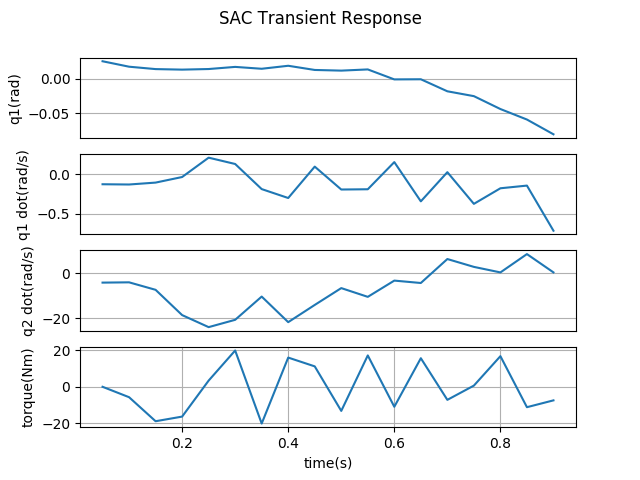 SAC Transient Response
q1(rad)
0.00
−0.05
q1 dot(rad/s)
0.0
−0.5
q2 dot(rad/s)
0
−20
torque(Nm)
20
0
−20
0.2 0.4 0.6 0.8
time(s)